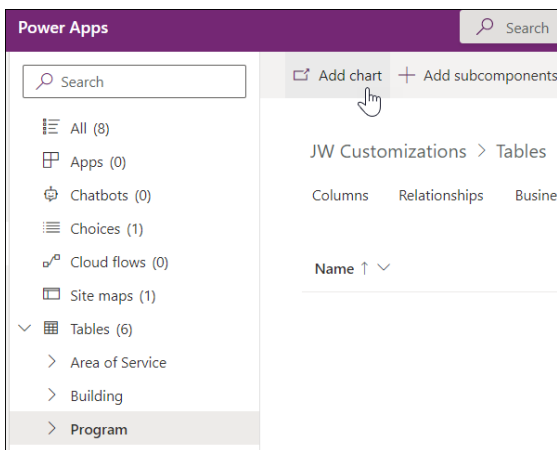 Power Apps
Search
Search
Add chart
Add subcomponents
All (8)
Apps (0)
Chatbots (0)
Choices (1)
Cloud flows (0)
Site maps (1)
Tables (6)
Area of Service
Building
Program
JW Customizations > Tables
Columns Relationships Busine
Name ↑